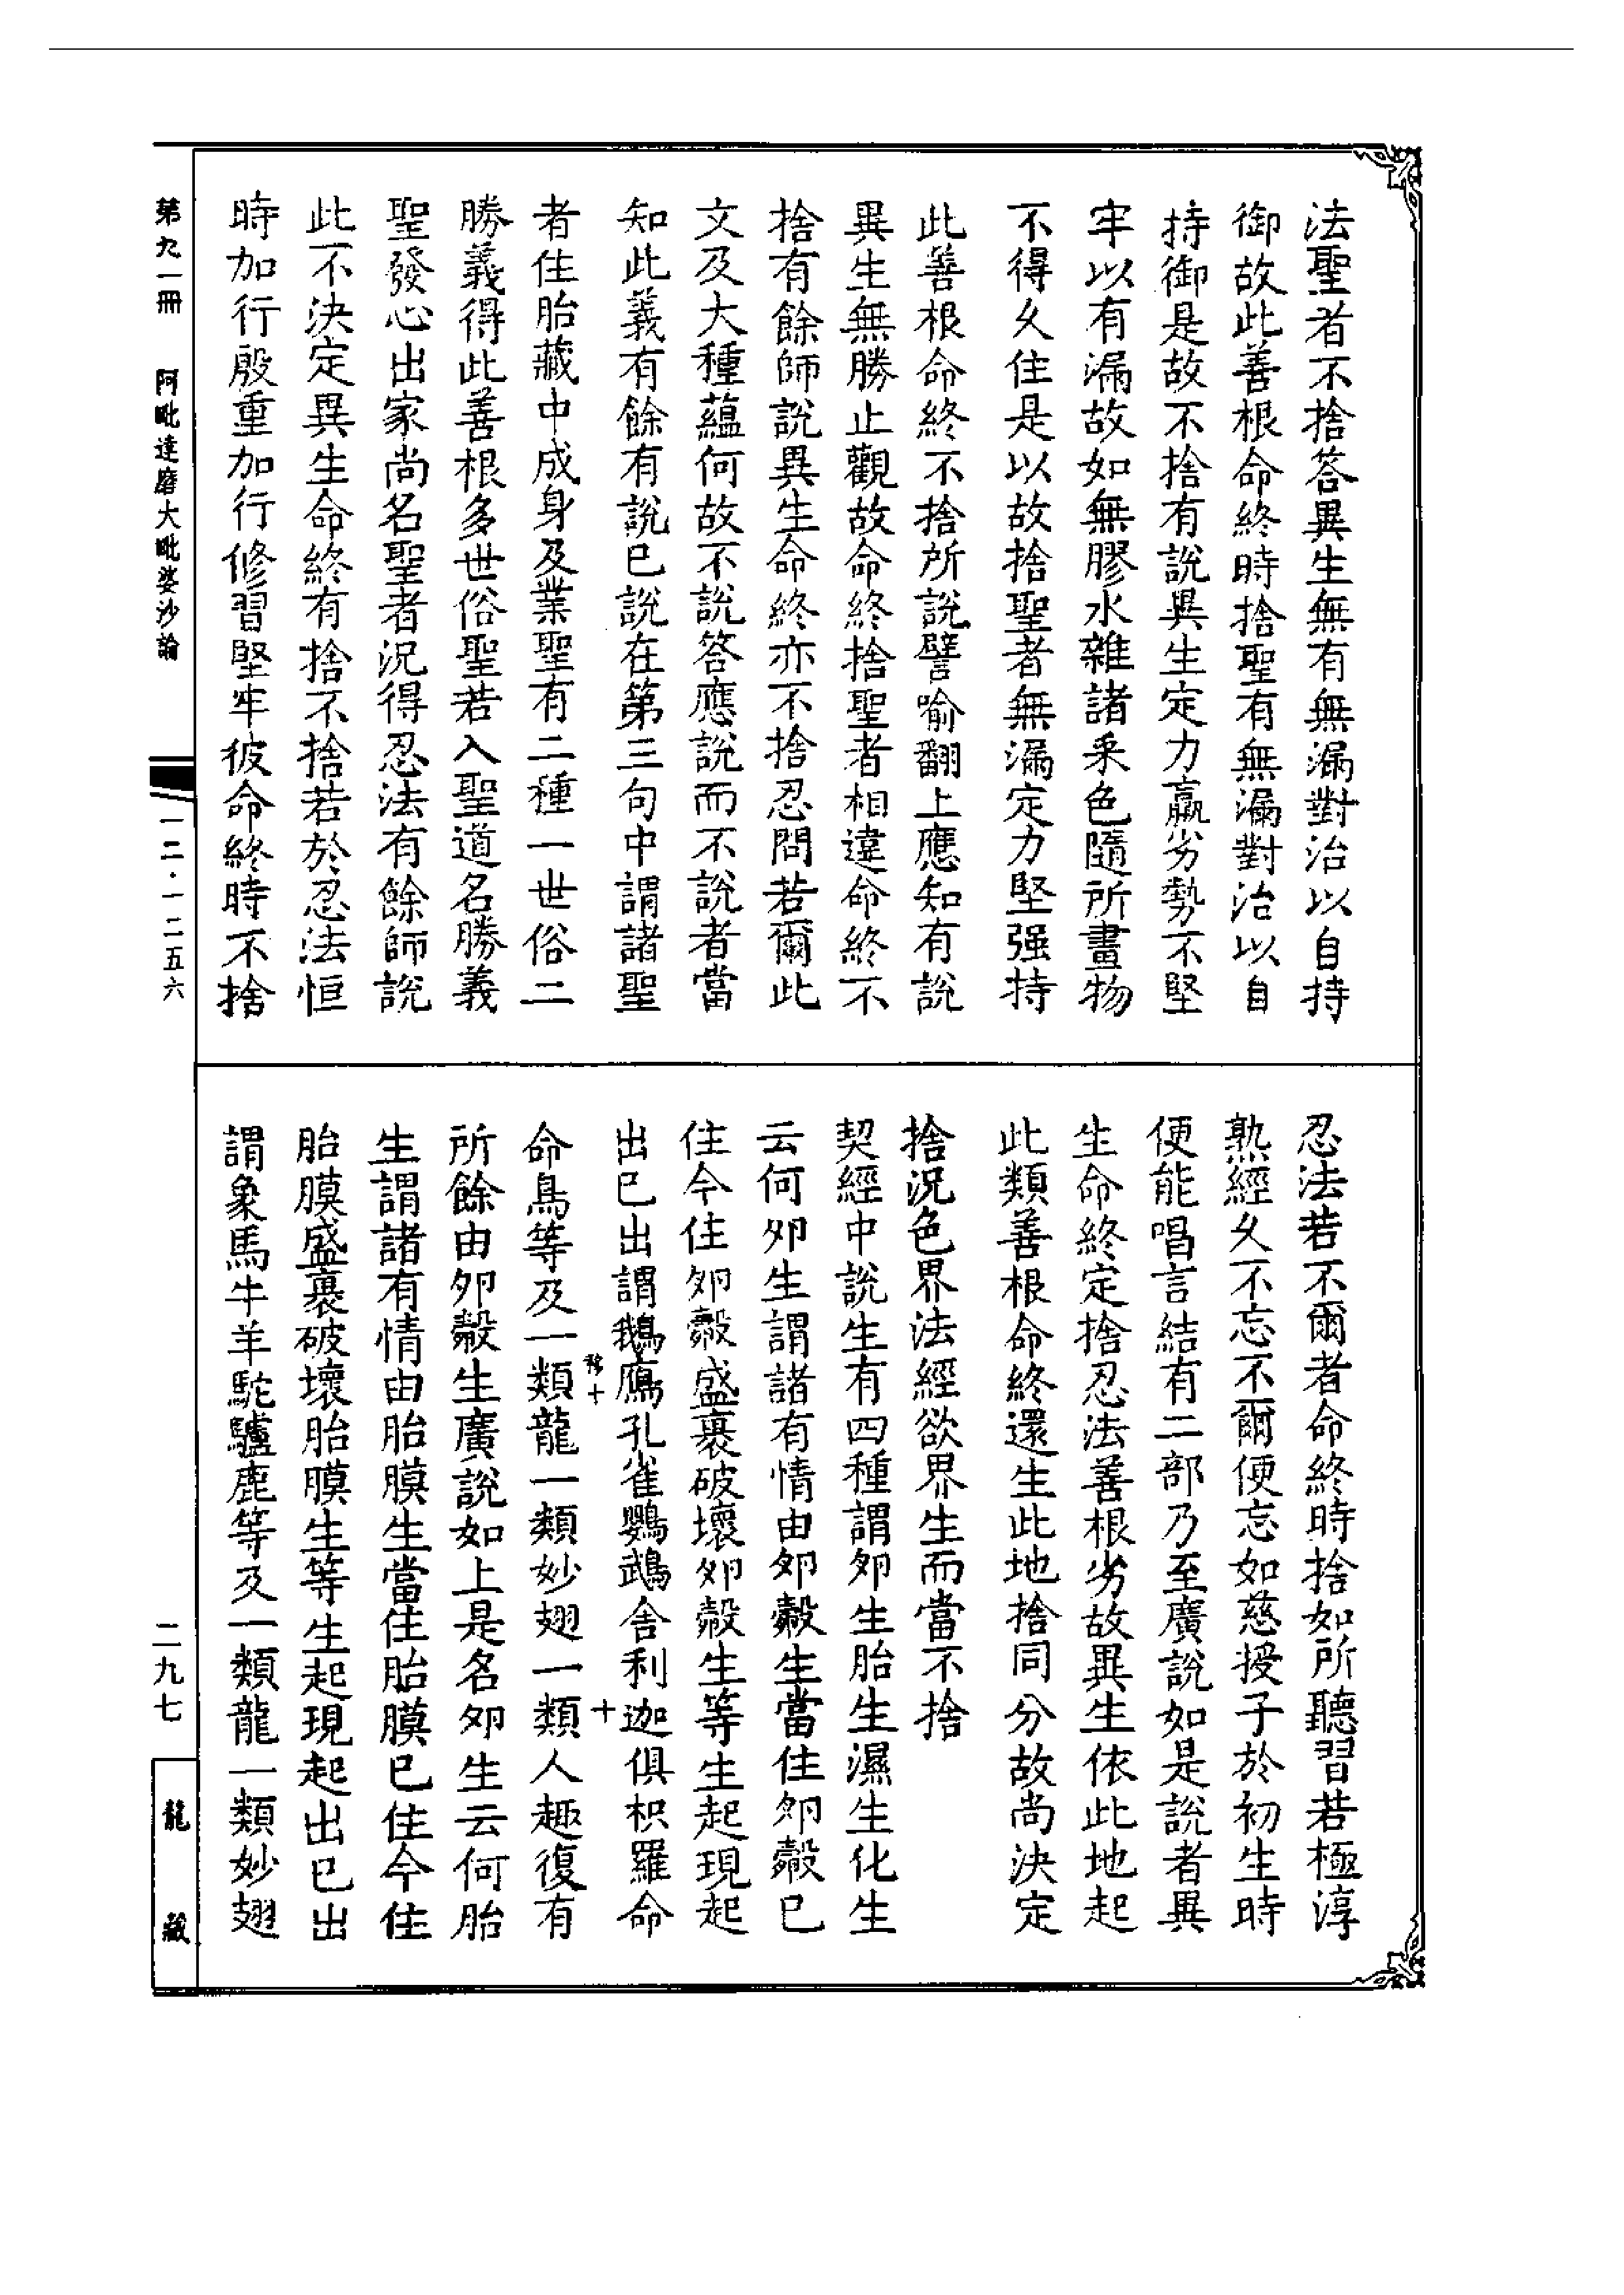 法聖者不捨答異生無有無漏對治以自持
御故此善根命終時捨聖有無漏對治以自
持御是故不捨有說異生定力羸劣勢不堅
牢以有漏故如無膠水雜諸采色隨所畫物
不得久住是以故捨聖者無漏定力堅强持
此善根命終不捨所說譬喻翻上應知有說
異生無勝止觀故命終捨聖者相違命終不
捨有餘師說異生命終亦不捨忍問若爾此
文及大種蘊何故不說答應說而不說者當
知此義有餘有說已說在第三句中謂諸聖
者住胎藏中成身及業聖有二種一世俗二
勝義得此善根多世俗聖若入聖道名勝義
聖發心出家尚名聖者況得忍法有餘師說
此不決定異生命終有捨不捨若於忍法恒
時加行殷重加行修習堅牢彼命終時不捨
忍法若不爾者命終時捨如所聽習若極淳
熟經久不忘不爾便忘如慈授子於初生時
便能唱言結有二部乃至廣說如是說者異
生命終定捨忍法善根劣故異生依此地起
此類善根命終還生此地捨同分故尚決定
捨況色界法經欲界生而當不捨
契經中說生有四種謂卵生胎生濕生化生
云何卵生謂諸有情由卵㲉生當住卵㲉已
住今住卵㲉盛裹破壞卵㲉生等生起現起
出已出謂鵝鴈孔雀鸚鵡舍利迦俱枳羅命
命鳥等及一類龍一類妙翅一類人趣復有
所餘由卵㲉生廣說如上是名卵生云何胎
生謂諸有情由胎膜生當住胎膜已住今住
胎膜盛裹破壞胎膜生等生起現起出已出
謂象馬牛羊駝驢鹿等及一類龍一類妙翅
第九一冊　阿毗達磨大毗婆沙論
一二·一二五六
二九七
龍藏